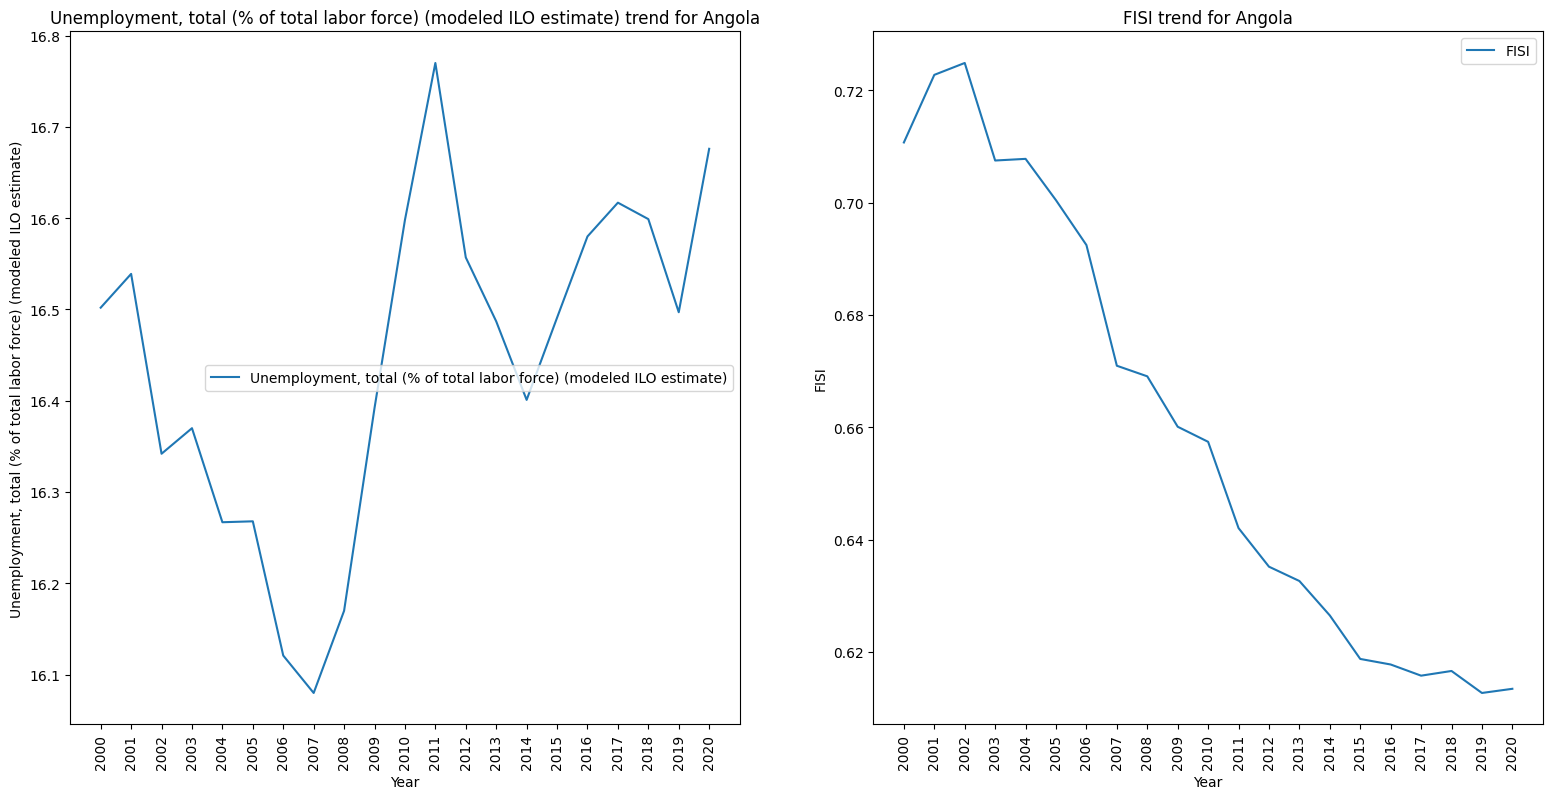 Unemployment, total (% of total labor force) (modeled ILO estimate) trend for Angola
Unemployment, total (% of total labor force) (modeled ILO estimate)
16.8
16.7
16.6
16.5
16.4
16.3
16.2
16.1
Unemployment, total (% of total labor force) (modeled ILO estimate)
2000 2001 2002 2003 2004 2005 2006 2007 2008 2009 2010 2011 2012 2013 2014 2015 2016 2017 2018 2019 2020
Year
FISI trend for Angola
FISI
FISI
0.72
0.70
0.68
0.66
0.64
0.62
2000 2001 2002 2003 2004 2005 2006 2007 2008 2009 2010 2011 2012 2013 2014 2015 2016 2017 2018 2019 2020
Year